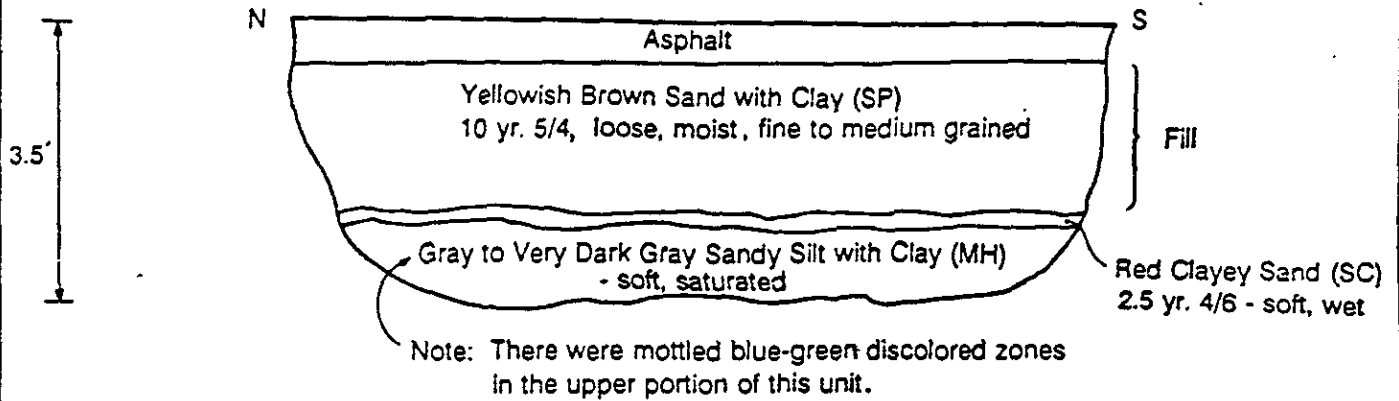 N
S
Asphalt
Yellowish Brown Sand with Clay (SP)
10 yr. 5/4, loose, moist, fine to medium grained
Fill
3.5'
Gray to Very Dark Gray Sandy Silt with Clay (MH)
- soft, saturated
Red Clayey Sand (SC)
2.5 yr. 4/6 - soft, wet
Note: There were mottled blue-green discolored zones
in the upper portion of this unit.